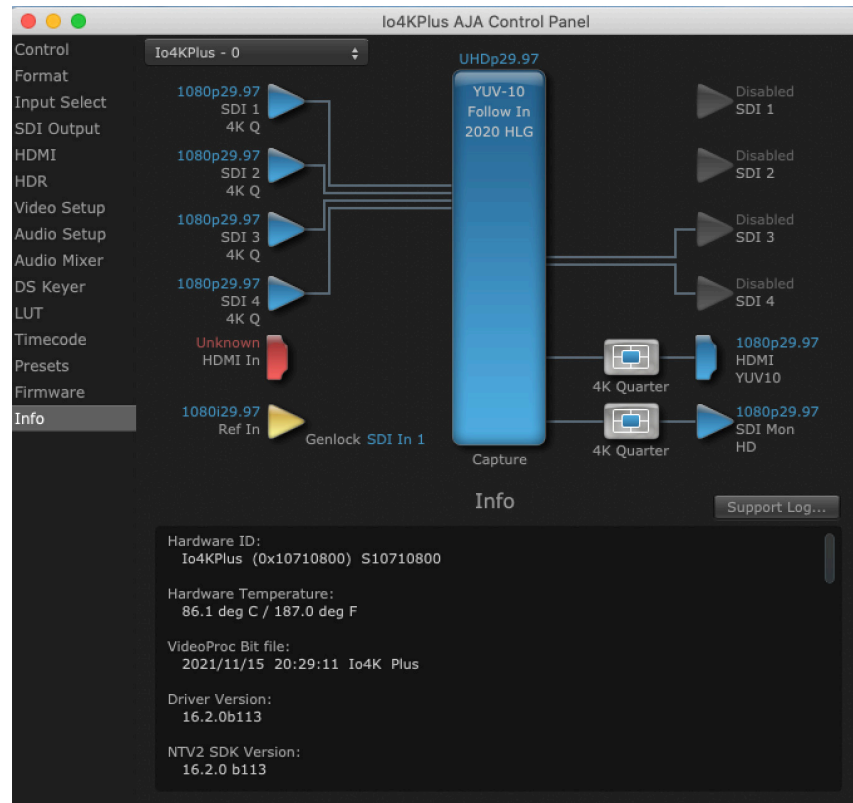 Io4KPlus AJA Control Panel
Control
Format
Input Select
SDI Output
HDMI
HDR
Video Setup
Audio Setup
Audio Mixer
DS Keyer
LUT
Timecode
Presets
Firmware
Info
Io4KPlus - 0
1080p29.97
SDI 1
4K Q
1080p29.97
SDI 2
4K Q
1080p29.97
SDI 3
4K Q
1080p29.97
SDI 4
4K Q
Unknown
HDMI In
1080i29.97
Ref In
Genlock SDI In 1
UHDp29.97
YUV-10
Follow In
2020 HLG
Capture
Disabled
SDI 1
Disabled
SDI 2
Disabled
SDI 3
Disabled
SDI 4
4K Quarter
1080p29.97
HDMI
YUV10
4K Quarter
1080p29.97
SDI Mon
HD
Info
Support Log...
Hardware ID:
Io4KPlus (0x10710800) S10710800
Hardware Temperature:
86.1 deg C / 187.0 deg F
VideoProc Bit file:
2021/11/15 20:29:11 Io4K Plus
Driver Version:
16.2.0b113
NTV2 SDK Version:
16.2.0 b113